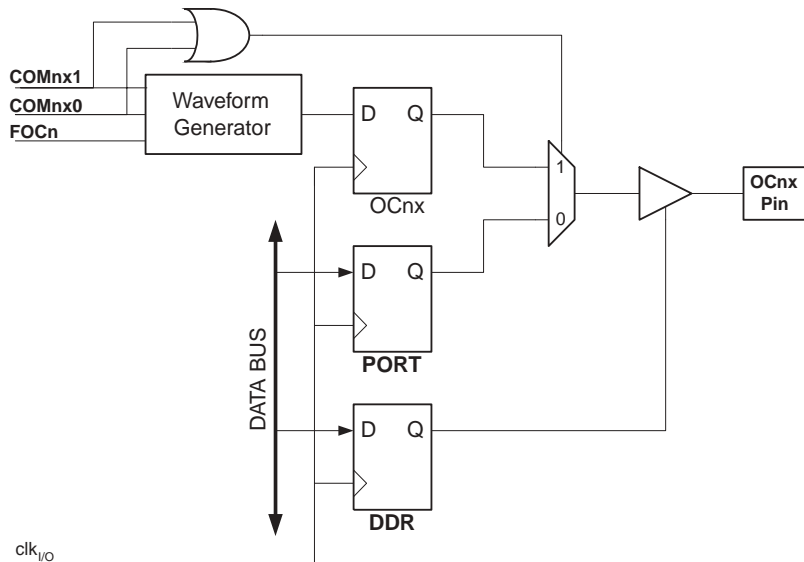 COMnx1
COMnx0
FOCn
Waveform
Generator
D Q
OCnx
1
0
OCnx
Pin
D Q
PORT
DATA BUS
D Q
DDR
clkI/O